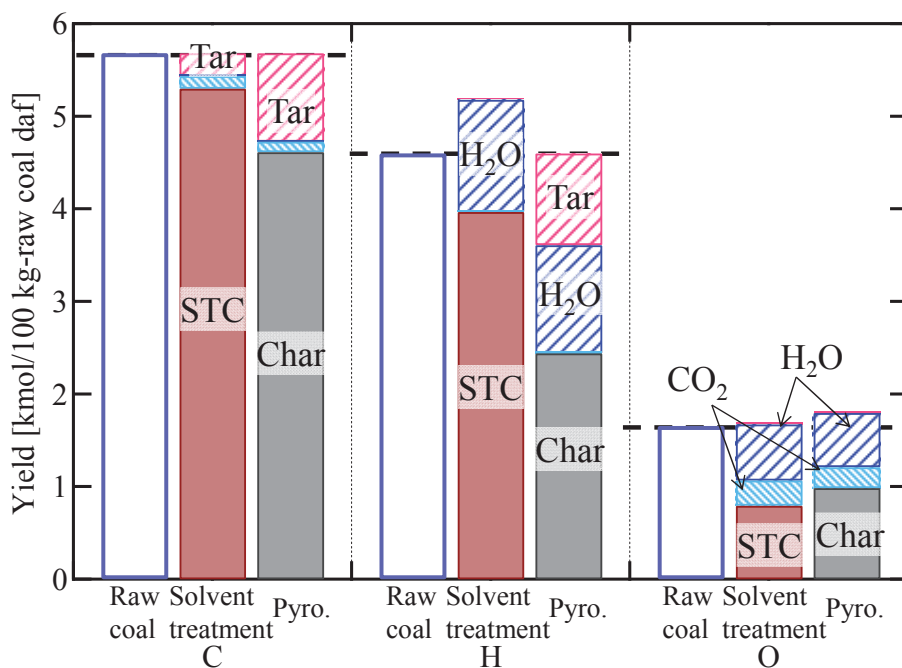 Yield [kmol/100 kg-raw coal daf]
6
5
4
3
2
1
0
Tar
Tar
STC
Char
H₂O
Tar
H₂O
STC
Char
CO₂
H₂O
STC
Char
Raw coal
Solvent treatment
Pyro.
C
Raw coal
Solvent treatment
Pyro.
H
Raw coal
Solvent treatment
Pyro.
O